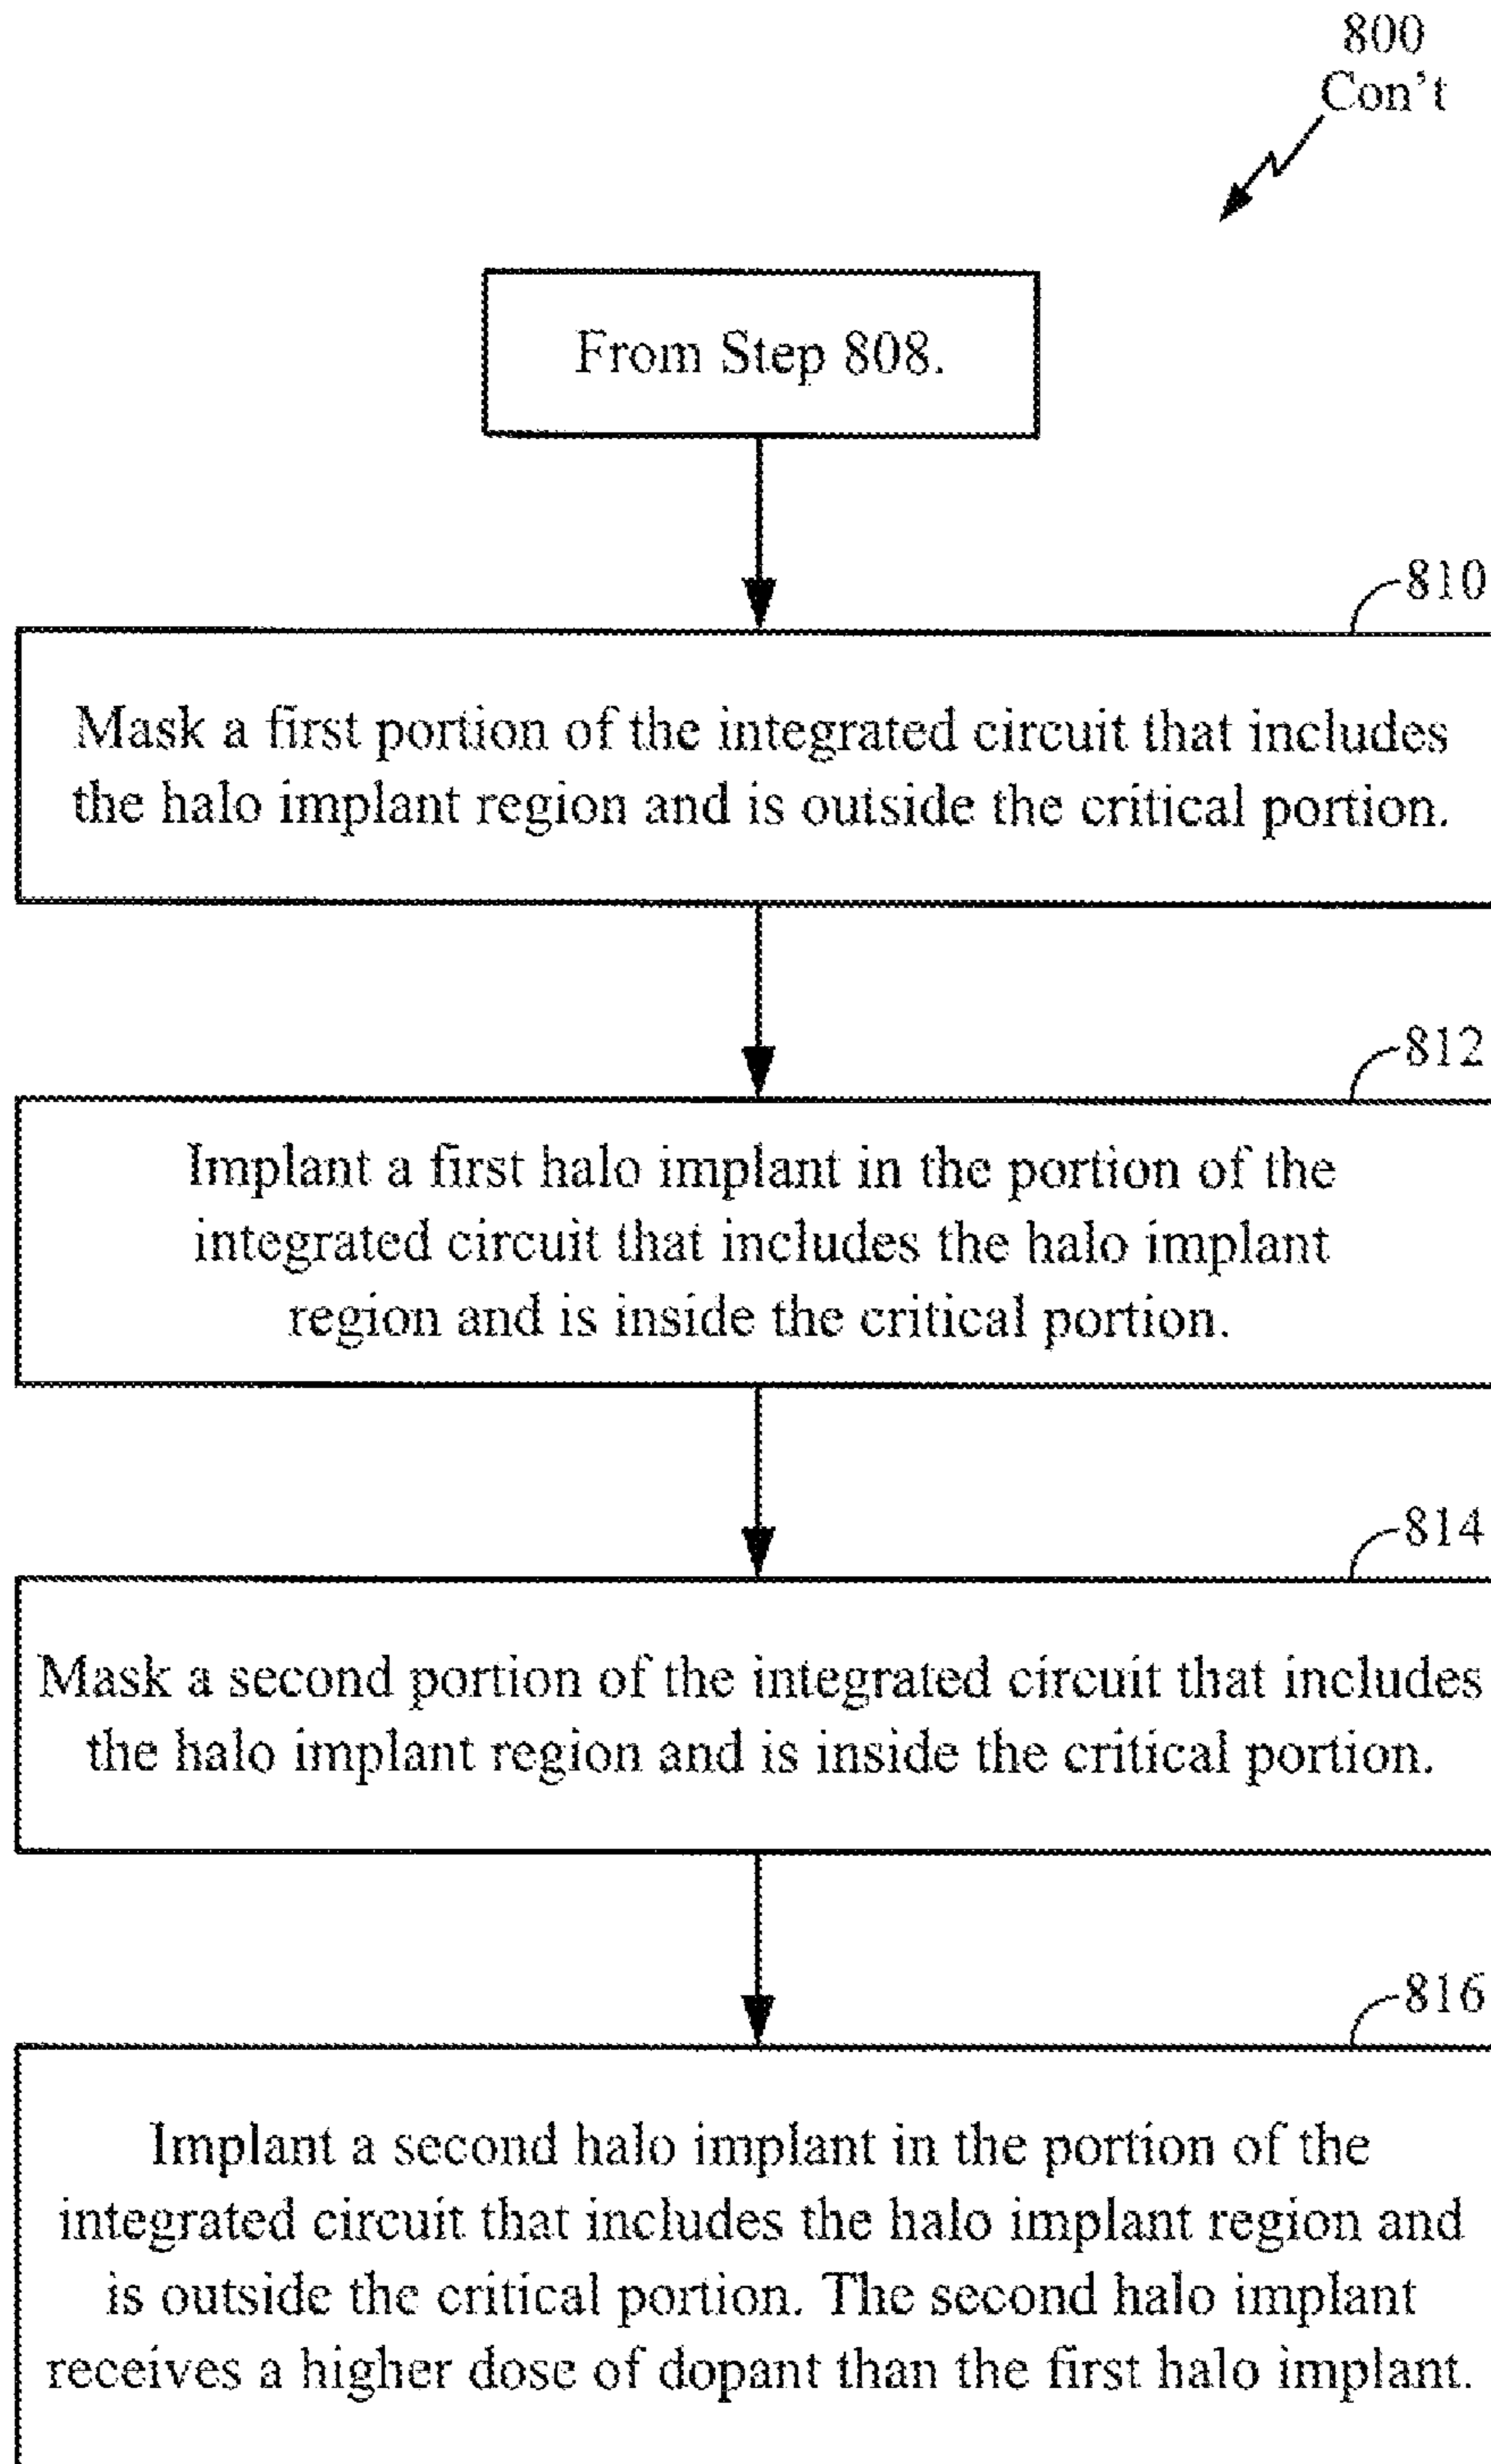 800
Con't
From Step 808.
810
Mask a first portion of the integrated circuit that includes
the halo implant region and is outside the critical portion.
812
Implant a first halo implant in the portion of the
integrated circuit that includes the halo implant
region and is inside the critical portion.
814
Mask a second portion of the integrated circuit that includes
the halo implant region and is inside the critical portion.
816
Implant a second halo implant in the portion of the
integrated circuit that includes the halo implant region and
is outside the critical portion. The second halo implant
receives a higher dose of dopant than the first halo implant.